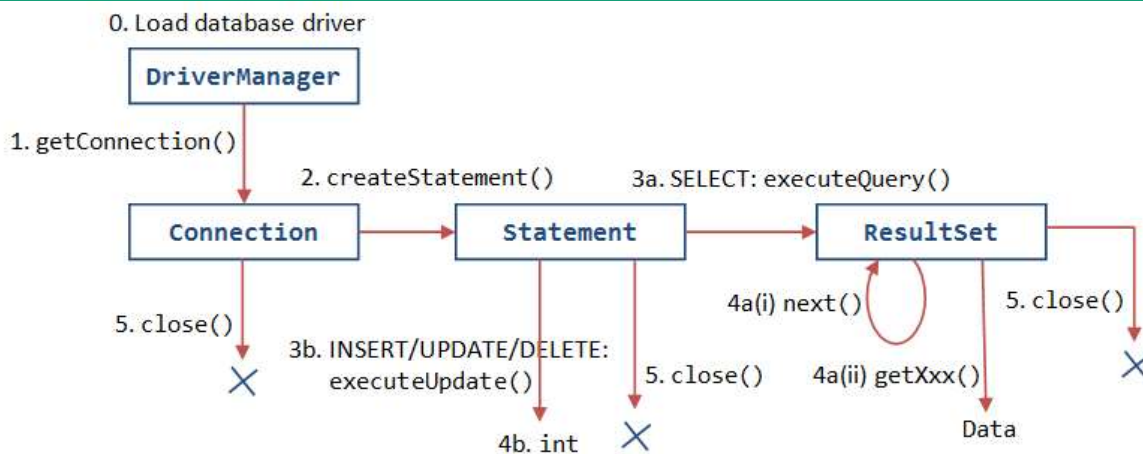 0. Load database driver
DriverManager
1. getConnection()
2. createStatement()
3a. SELECT: executeQuery()
Connection
Statement
ResultSet
5. close()
3b. INSERT/UPDATE/DELETE:
executeUpdate()
4b. int
5. close()
4a(i) next()
4a(ii) getXxx()
Data
5. close()